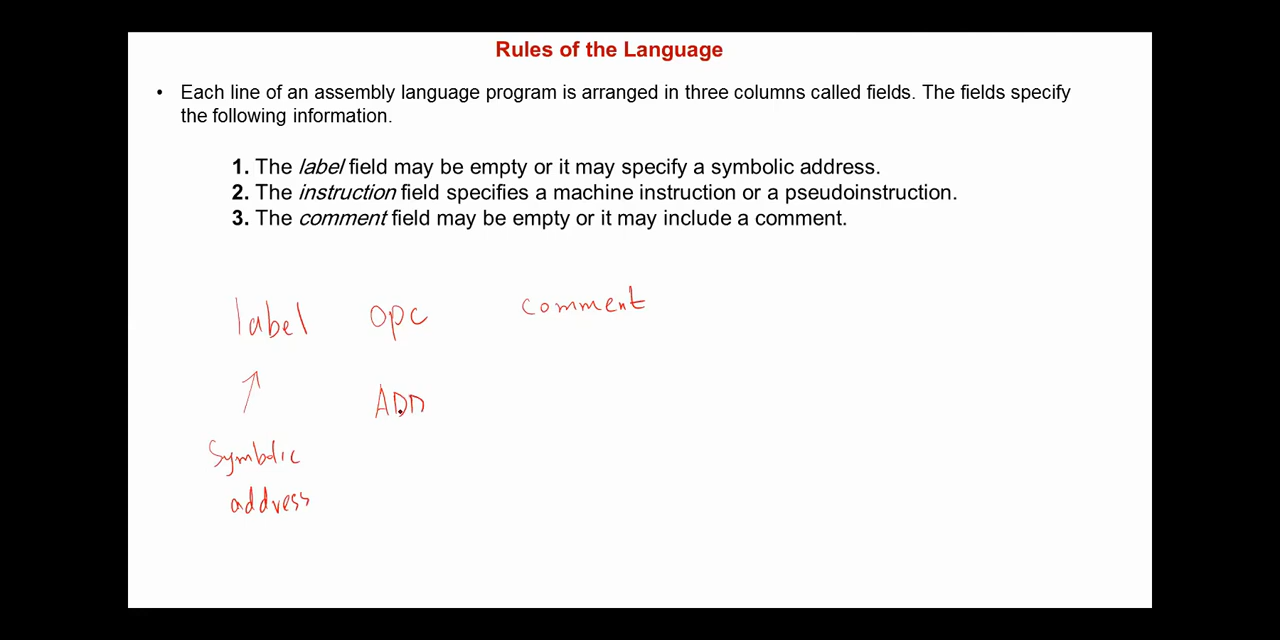 Rules of the Language
• Each line of an assembly language program is arranged in three columns called fields. The fields specify
the following information.
1. The label field may be empty or it may specify a symbolic address.
2. The instruction field specifies a machine instruction or a pseudoinstruction.
3. The comment field may be empty or it may include a comment.
label opc comment
ADD
Symbolic
address